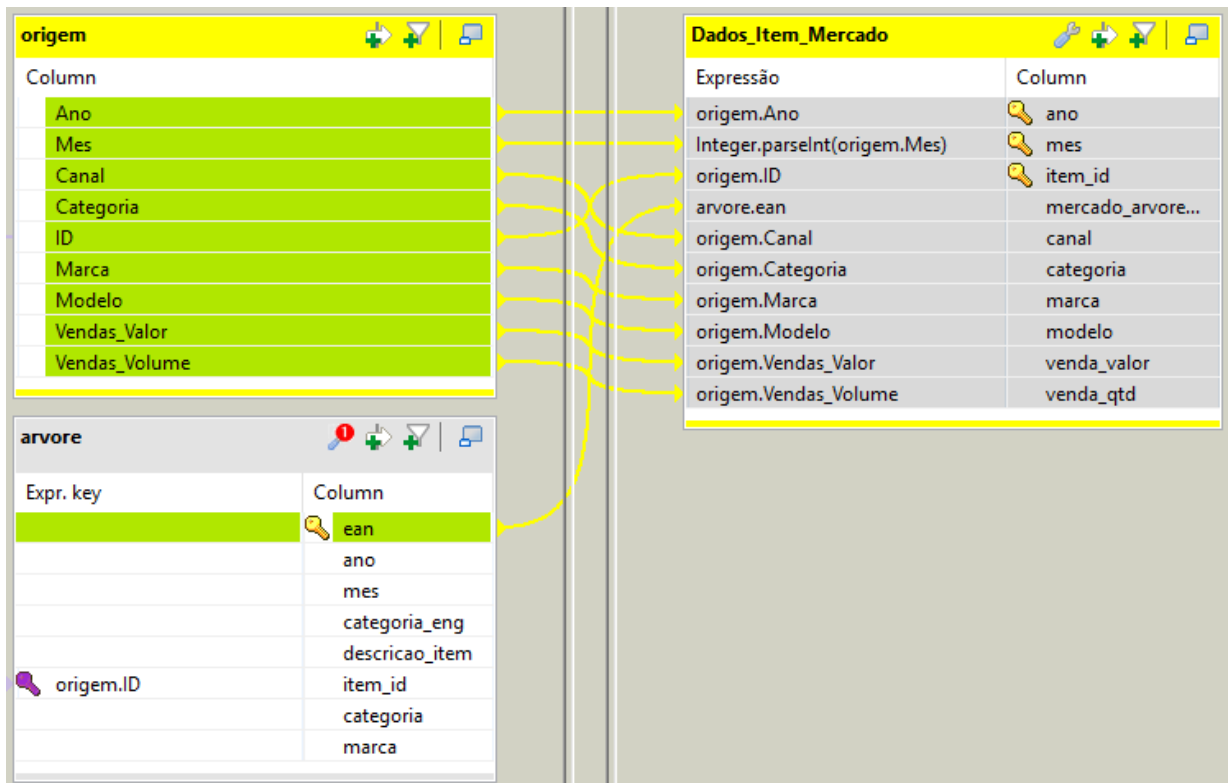 origem
Column
Ano
Mes
Canal
Categoria
ID
Marca
Modelo
Vendas_Valor
Vendas_Volume
arvore
1
Expr. key Column
ean
ano
mes
categoria_eng
descricao_item
origem.ID item_id
categoria
marca
Dados_Item_Mercado
Expressão Column
origem.Ano ano
Integer.parseInt(origem.Mes) mes
origem.ID item_id
arvore.ean mercado_arvore...
origem.Canal canal
origem.Categoria categoria
origem.Marca marca
origem.Modelo modelo
origem.Vendas_Valor venda_valor
origem.Vendas_Volume venda_qtd